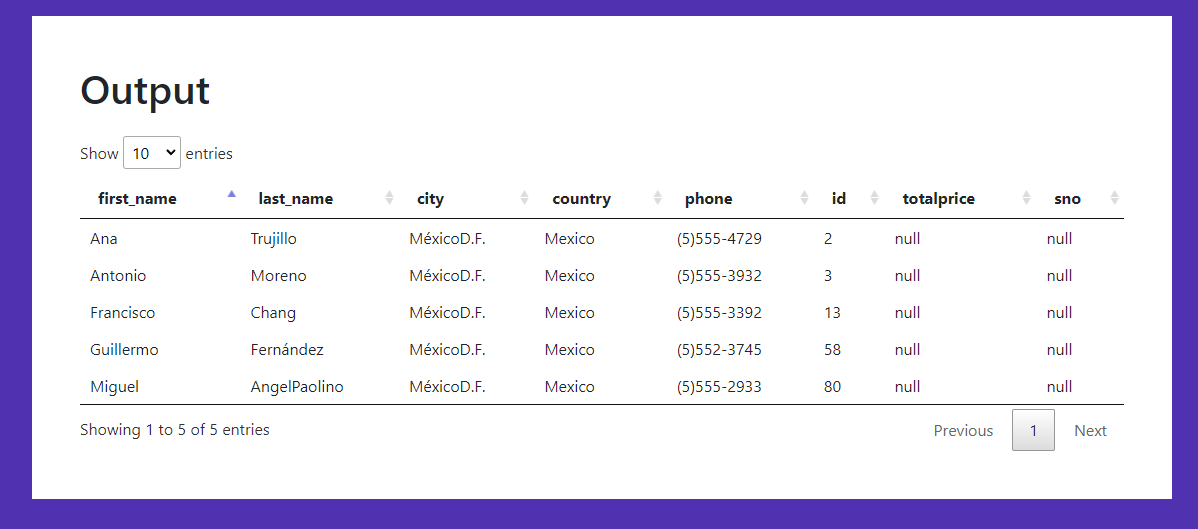 Output
Show 10 entries
first_name last_name city country phone id totalprice sno
Ana Trujillo MéxicoD.F. Mexico (5)555-4729 2 null null
Antonio Moreno MéxicoD.F. Mexico (5)555-3932 3 null null
Francisco Chang MéxicoD.F. Mexico (5)555-3392 13 null null
Guillermo Fernández MéxicoD.F. Mexico (5)552-3745 58 null null
Miguel AngelPaolino MéxicoD.F. Mexico (5)555-2933 80 null null
Showing 1 to 5 of 5 entries Previous 1 Next